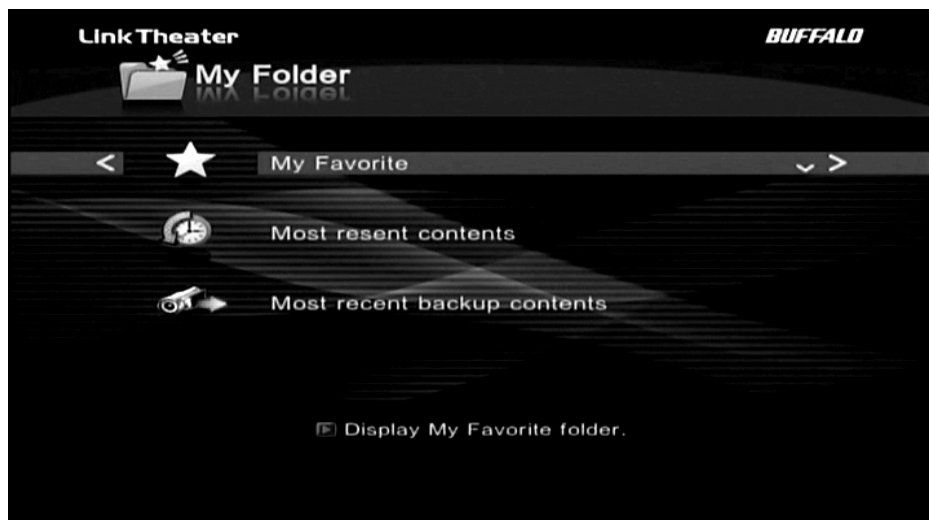 LinkTheater
BUFFALO
My Folder
My Favorite
Most resent contents
Most recent backup contents
Display My Favorite folder.